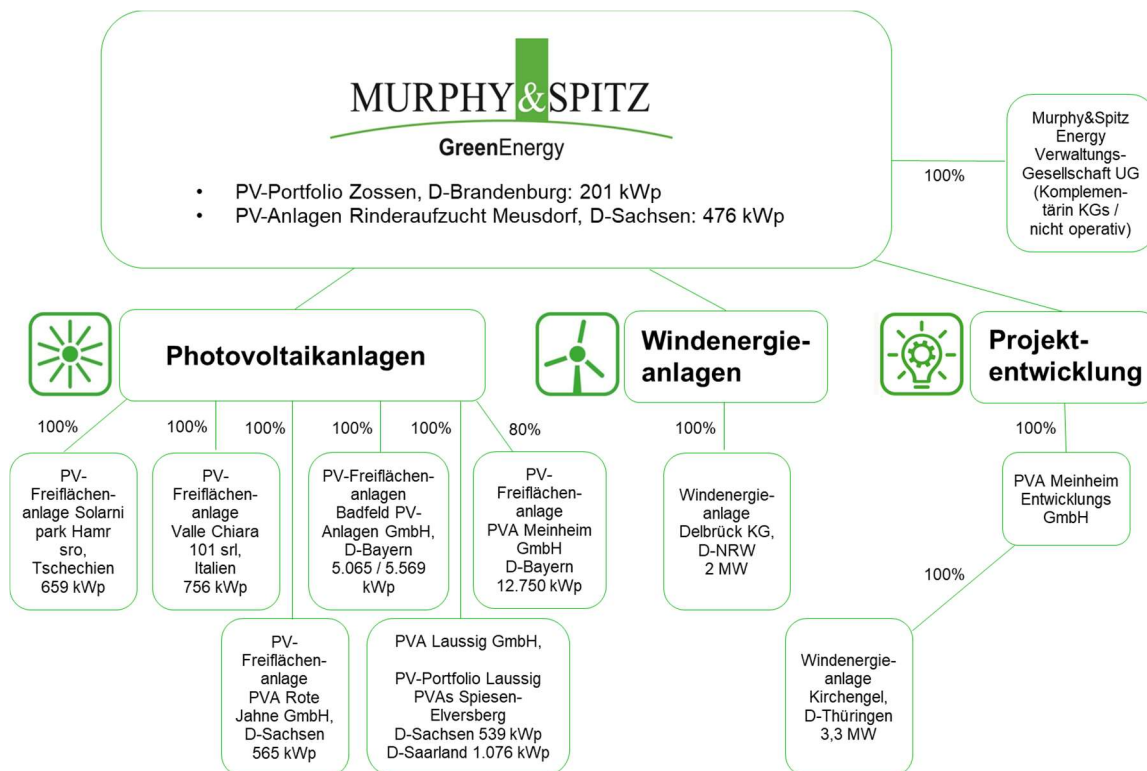 MURPHY&SPITZ
GreenEnergy
• PV-Portfolio Zossen, D-Brandenburg: 201 kWp
• PV-Anlagen Rinderaufzucht Meusdorf, D-Sachsen: 476 kWp
100%
Murphy&Spitz
Energy
Verwaltungs-
Gesellschaft UG
(Komplemen-
tärin KGs /
nicht operativ)
Photovoltaikanlagen
Windenergie-
anlagen
Projekt-
entwicklung
100%
100%
100%
100%
100%
80%
100%
100%
PV-
Freiflächen-
anlage Solarni
park Hamr
sro,
Tschechien
659 kWp
PV-
Freiflächen-
anlage
Valle Chiara
101 srl,
Italien
756 kWp
PV-Freiflächen-
anlagen
Badfeld PV-
Anlagen GmbH,
D-Bayern
5.065 / 5.569
kWp
PV-
Freiflächen-
anlage
PVA Meinheim
GmbH
D-Bayern
12.750 kWp
Windenergie-
anlage
Delbrück KG,
D-NRW
2 MW
PVA Meinheim
Entwicklungs
GmbH
100%
PV-
Freiflächen-
anlage
PVA Rote
Jahne GmbH,
D-Sachsen
565 kWp
PVA Laussig GmbH,
PV-Portfolio Laussig
PVAs Spiesen-
Elversberg
D-Sachsen 539 kWp
D-Saarland 1.076 kWp
Windenergie-
anlage
Kirchengel,
D-Thüringen
3,3 MW